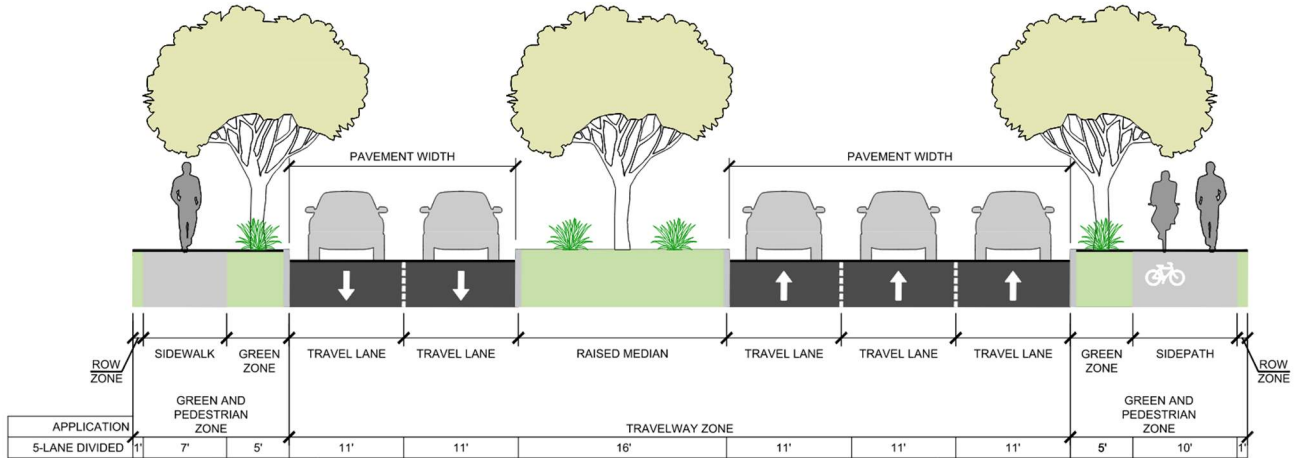 PAVEMENT WIDTH
PAVEMENT WIDTH
ROW
ZONE
SIDEWALK
GREEN
ZONE
TRAVEL LANE
TRAVEL LANE
RAISED MEDIAN
TRAVEL LANE
TRAVEL LANE
TRAVEL LANE
GREEN
ZONE
SIDEPATH
ROW
ZONE
GREEN AND
PEDESTRIAN
ZONE
TRAVELWAY ZONE
GREEN AND
PEDESTRIAN
ZONE
APPLICATION
5-LANE DIVIDED 1' 7' 5' 11' 11' 16' 11' 11' 11' 5' 10' 1'